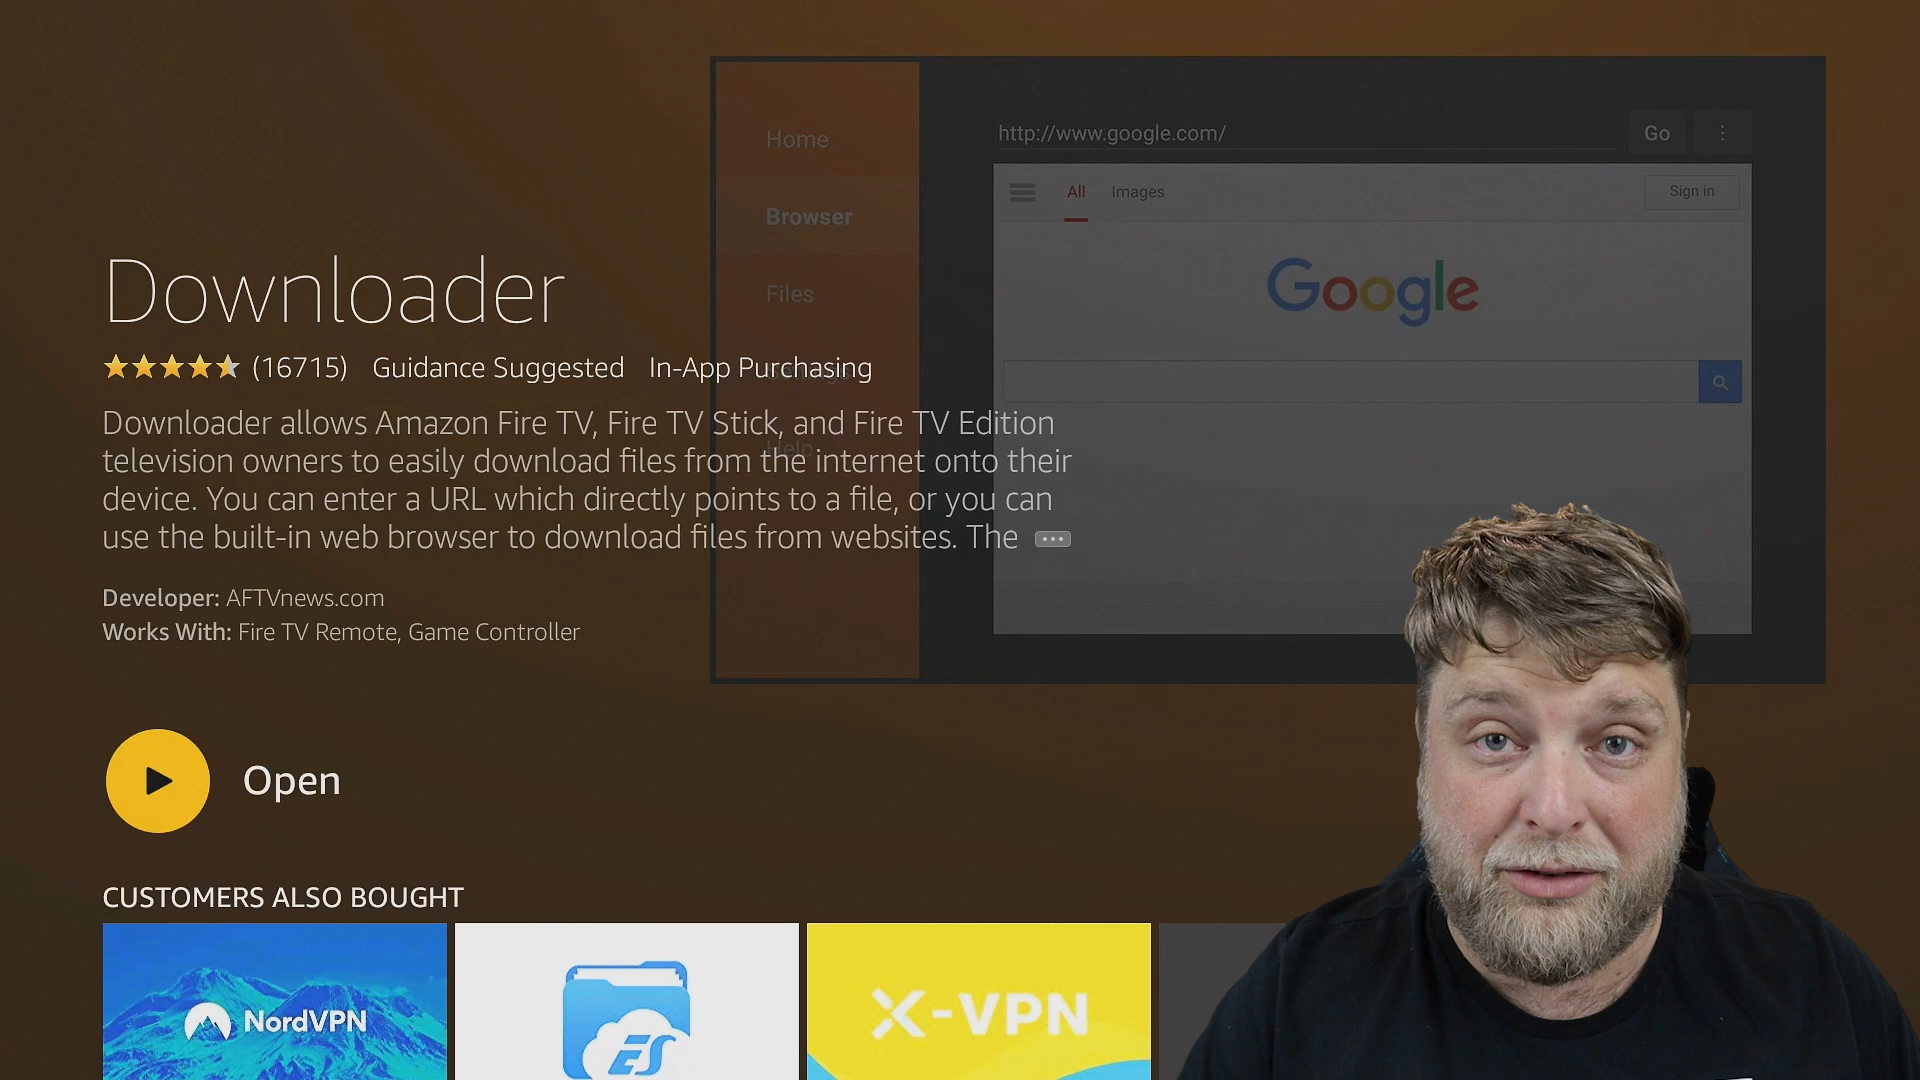 Home
http://www.google.com/
Go
All
Images
Sign in
Browser
Google
Files
Downloader
(16715) Guidance Suggested In-App Purchasing
Downloader allows Amazon Fire TV, Fire TV Stick, and Fire TV Edition
television owners to easily download files from the internet onto their
device. You can enter a URL which directly points to a file, or you can
use the built-in web browser to download files from websites. The
Help
Developer: AFTVnews.com
Works With: Fire TV Remote, Game Controller
Open
CUSTOMERS ALSO BOUGHT
NordVPN
ES
X-VPN